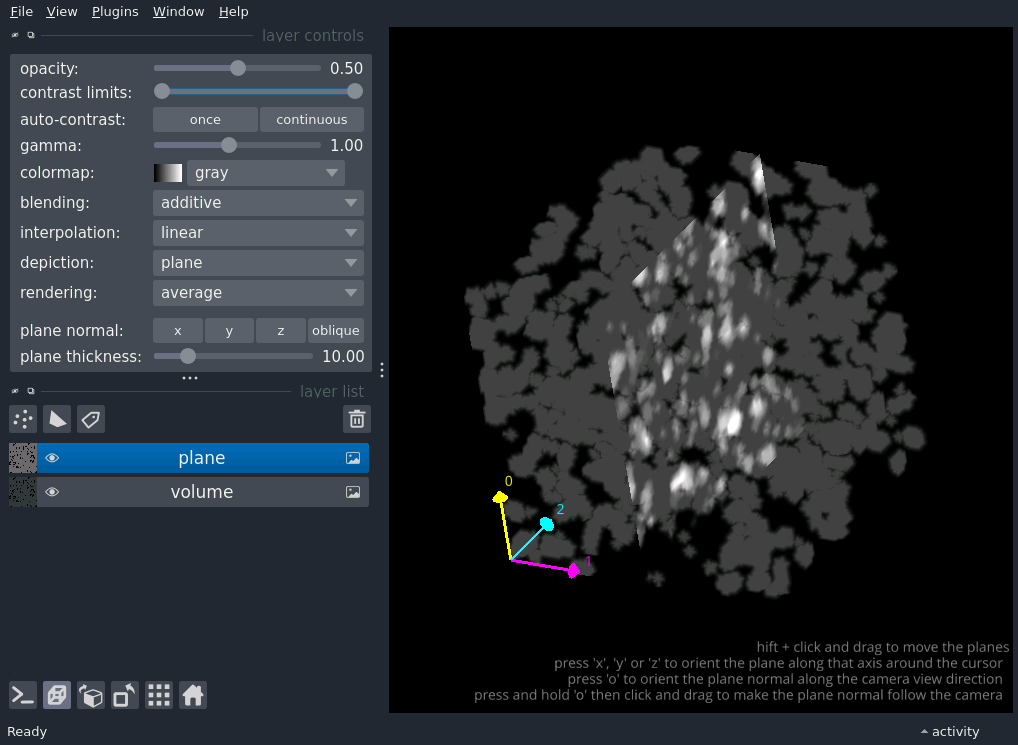 File View Plugins Window Help
layer controls
opacity: 0.50
contrast limits:
auto-contrast: once continuous
gamma: 1.00
colormap: gray
blending: additive
interpolation: linear
depiction: plane
rendering: average
plane normal: x y z oblique
plane thickness: 10.00
layer list
plane
volume
0
2
1
hift + click and drag to move the planes
press 'x', 'y' or 'z' to orient the plane along that axis around the cursor
press 'o' to orient the plane normal along the camera view direction
press and hold 'o' then click and drag to make the plane normal follow the camera
Ready activity